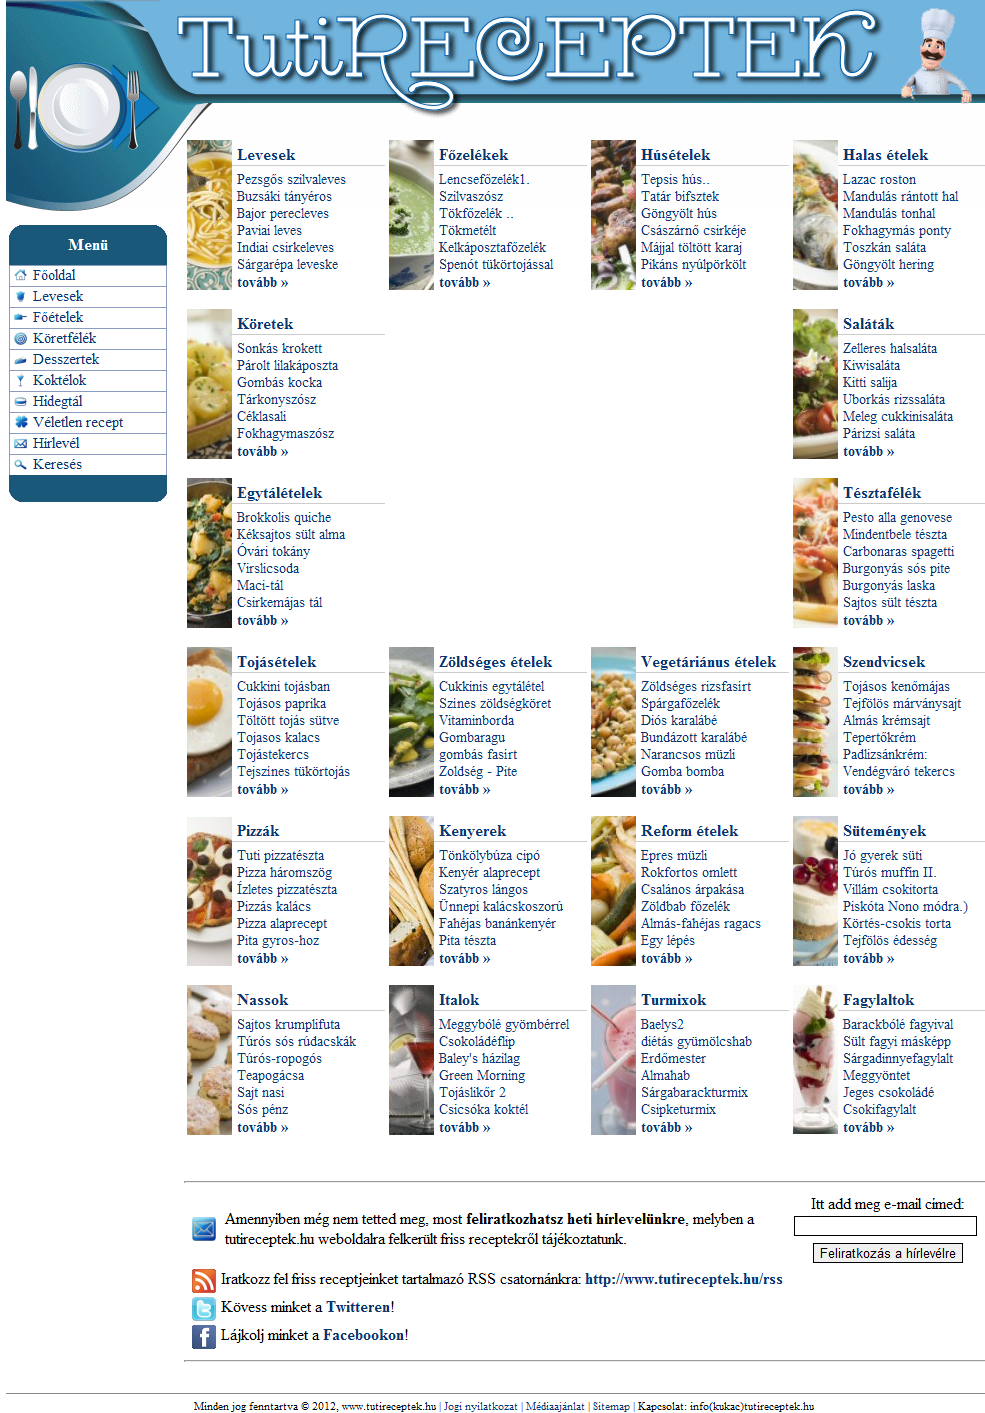 TutiRECEPTEK
Menü
Főoldal
Levesek
Főételek
Köretfélék
Desszertek
Koktélok
Hidegtál
Véletlen recept
Hírlevél
Keresés
Levesek
Pezsgős szilvaleves
Buzsáki tányéros
Bajor perecleves
Paviai leves
Indiai csirkeleves
Sárgarépa leveske
tovább »
Főzelékek
Lencsefőzelék1.
Szilvaszósz
Tökfőzelék ..
Tökmetélt
Kelkáposztafőzelék
Spenót tükörtojással
tovább »
Húsételek
Tepsis hús..
Tatár bifsztek
Göngyölt hús
Császárnő csirkéje
Májjal töltött karaj
Pikáns nyúlpörkölt
tovább »
Halas ételek
Lazac roston
Mandulás rántott hal
Mandulás tonhal
Fokhagymás ponty
Toszkán saláta
Göngyölt hering
tovább »
Köretek
Sonkás krokett
Párolt lilakáposzta
Gombás kocka
Tárkonyszósz
Céklasali
Fokhagymaszósz
tovább »
Saláták
Zelleres halsaláta
Kiwisaláta
Kitti salija
Uborkás rizssaláta
Meleg cukkinisaláta
Párizsi saláta
tovább »
Egytálételek
Brokkolis quiche
Kéksajtos sült alma
Óvári tokány
Virslicsoda
Maci-tál
Csirkemájas tál
tovább »
Tésztafélék
Pesto alla genovese
Mindentbele tészta
Carbonaras spagetti
Burgonyás sós pite
Burgonyás laska
Sajtos sült tészta
tovább »
Tojásételek
Cukkini tojásban
Tojásos paprika
Töltött tojás sütve
Tojasos kalacs
Tojástekercs
Tejszines tükörtojás
tovább »
Zöldséges ételek
Cukkinis egytálétel
Színes zöldségköret
Vitaminborda
Gombaragu
gombás fasírt
Zoldség - Pite
tovább »
Vegetáriánus ételek
Zöldséges rizsfasírt
Spárgafőzelék
Diós karalábé
Bundázott karalábé
Narancsos müzli
Gomba bomba
tovább »
Szendvicsek
Tojásos kenőmájas
Tejfölös márványsajt
Almás krémsajt
Tepertőkrém
Padlizsánkrém:
Vendégváró tekercs
tovább »
Pizzák
Tuti pizzatészta
Pizza háromszög
Ízletes pizzatészta
Pizzás kalács
Pizza alaprecept
Pita gyros-hoz
tovább »
Kenyerek
Tönkölybúza cipó
Kenyér alaprecept
Szatyros lángos
Ünnepi kalácskoszorú
Fahéjas banánkenyér
Pita tészta
tovább »
Reform ételek
Epres müzli
Rokfortos omlett
Csalános árpakása
Zöldbab főzelék
Almás-fahéjas ragacs
Egy lépés
tovább »
Sütemények
Jó gyerek süti
Túrós muffin II.
Villám csokitorta
Piskóta Nono módra.)
Körtés-csokis torta
Tejfölös édesség
tovább »
Nassok
Sajtos krumplifuta
Túrós sós rúdacskák
Túrós-ropogós
Teapogácsa
Sajt nasi
Sós pénz
tovább »
Italok
Meggybólé gyömbérrel
Csokoládéflip
Baley's házilag
Green Morning
Tojáslikőr 2
Csicsóka koktél
tovább »
Turmixok
Baelys2
diétás gyümölcshab
Erdőmester
Almahab
Sárgabarackturmix
Csipketurmix
tovább »
Fagylaltok
Barackbólé fagyival
Sült fagyi másképp
Sárgadinnyefagylalt
Meggyöntet
Jeges csokoládé
Csokifagylalt
tovább »
Amennyiben még nem tetted meg, most feliratkozhatsz heti hírlevelünkre, melyben a
tutireceptek.hu weboldalra felkerült friss receptekről tájékoztatunk.
Itt add meg e-mail címed:
Feliratkozás a hírlevélre
Iratkozz fel friss receptjeinket tartalmazó RSS csatornánkra: http://www.tutireceptek.hu/rss
Kövess minket a Twitteren!
Lájkolj minket a Facebookon!
Minden jog fenntartva © 2012, www.tutireceptek.hu | Jogi nyilatkozat | Médiaajánlat | Sitemap | Kapcsolat: info(kukac)tutireceptek.hu